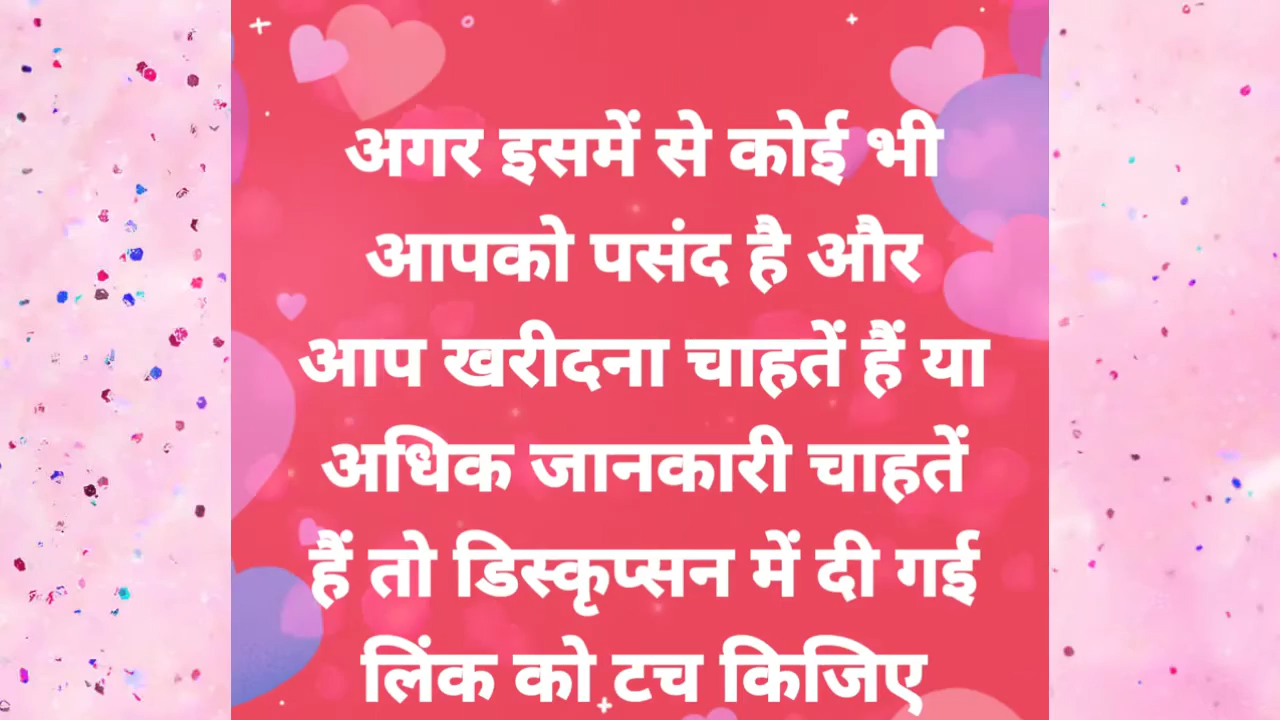 अगर इसमें से कोई भी
आपको पसंद है और
आप खरीदना चाहतें हैं या
अधिक जानकारी चाहतें
हैं तो डिस्कृप्सन में दी गई
लिंक को टच किजिए